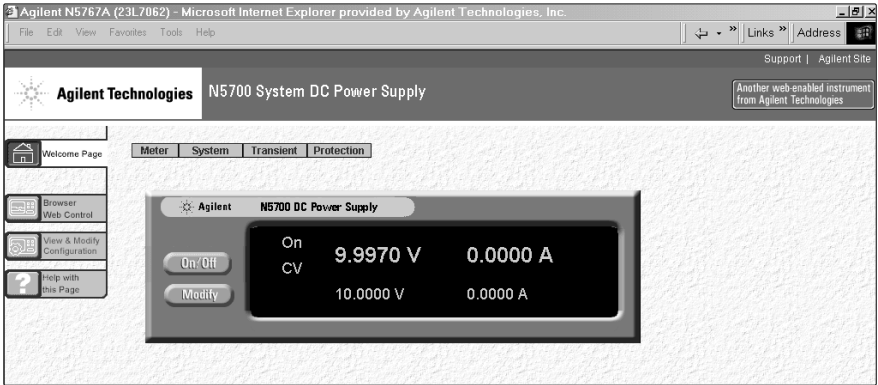 Agilent N5767A (23L7062) - Microsoft Internet Explorer provided by Agilent Technologies, Inc.
File Edit View Favorites Tools Help
» Links » Address
Support | Agilent Site
Agilent Technologies N5700 System DC Power Supply
Another web-enabled instrument
from Agilent Technologies
Welcome Page
Meter System Transient Protection
Browser
Web Control
View & Modify
Configuration
? Help with
this Page
Agilent N5700 DC Power Supply
On/Off
Modify
On
CV
9.9970 V 0.0000 A
10.0000 V 0.0000 A